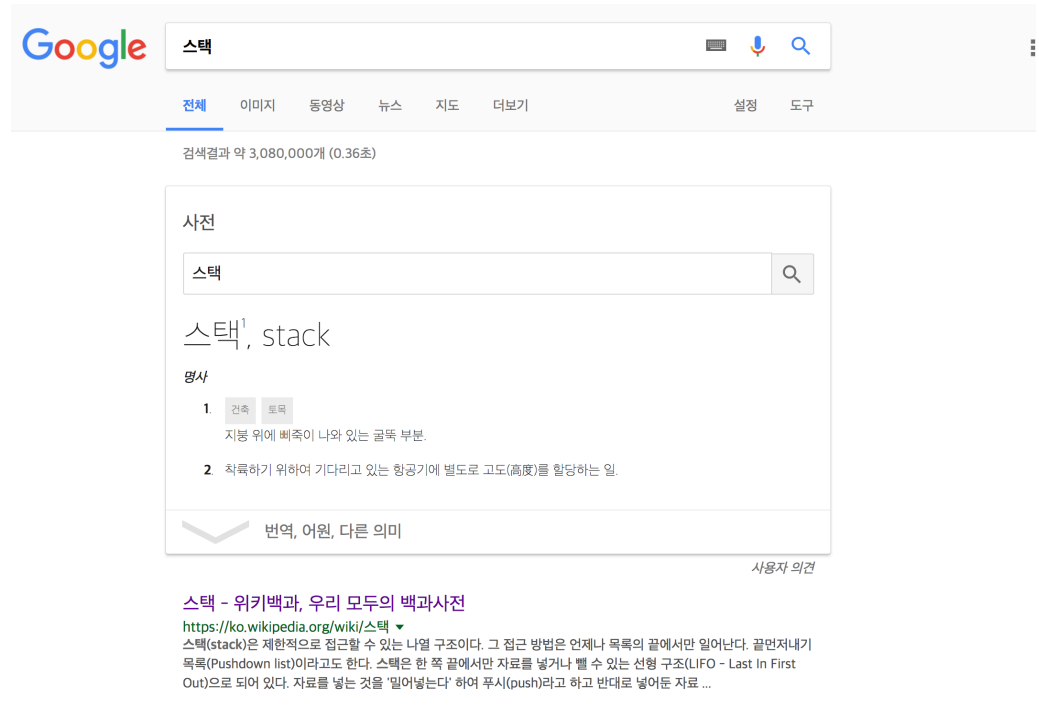 Google 스택
전체 이미지 동영상 뉴스 지도 더보기 설정 도구
검색결과 약 3,080,000개 (0.36초)
사전
스택
스택¹, stack
명사
1. 건축 토목
지붕 위에 삐죽이 나와 있는 굴뚝 부분.
2. 착륙하기 위하여 기다리고 있는 항공기에 별도로 고도(高度)를 할당하는 일.
번역, 어원, 다른 의미
사용자 의견
스택 - 위키백과, 우리 모두의 백과사전
https://ko.wikipedia.org/wiki/스택 ▼
스택(stack)은 제한적으로 접근할 수 있는 나열 구조이다. 그 접근 방법은 언제나 목록의 끝에서만 일어난다. 끝먼저내기
목록(Pushdown list)이라고도 한다. 스택은 한 쪽 끝에서만 자료를 넣거나 뺄 수 있는 선형 구조(LIFO - Last In First
Out)으로 되어 있다. 자료를 넣는 것을 '밀어넣는다' 하여 푸시(push)라고 하고 반대로 넣어둔 자료 ...